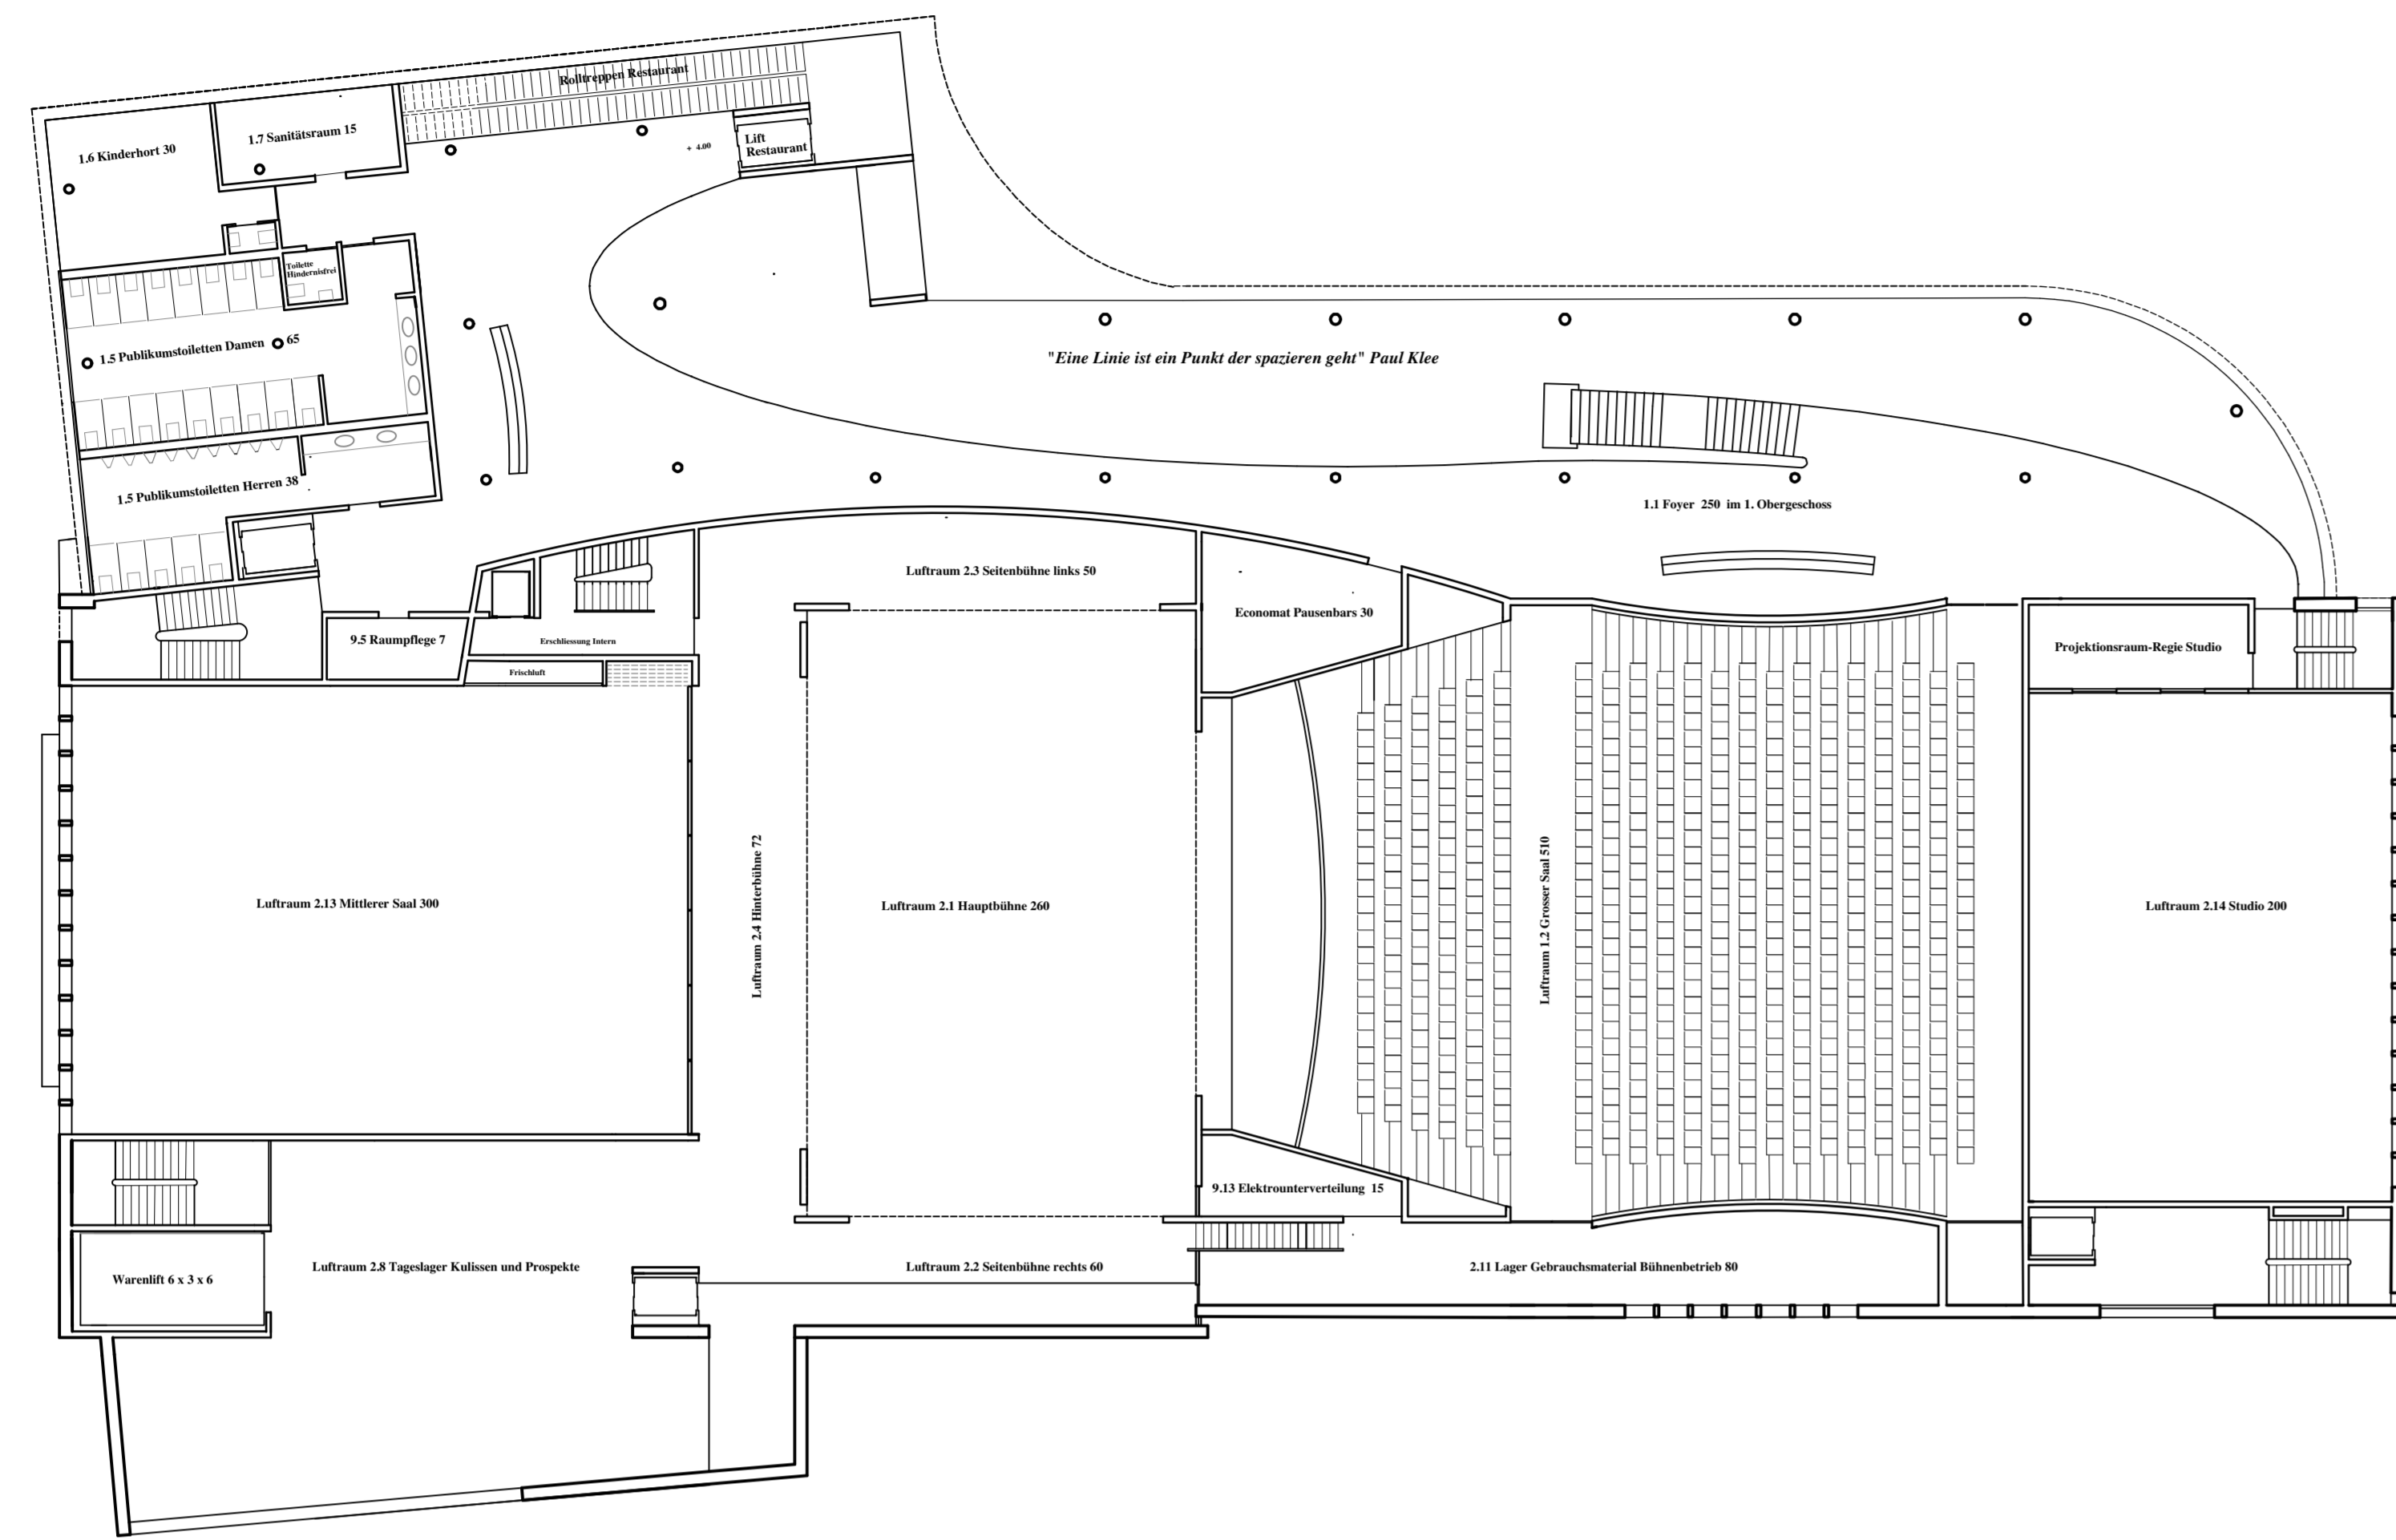 Rolltreppen Restaurant
1.7 Sanitätsraum 15
1.6 Kinderhort 30
+ 4.00
Lift
Restaurant
Toilette
Hindernisfrei
1.5 Publikumstoiletten Damen 65
"Eine Linie ist ein Punkt der spazieren geht" Paul Klee
1.5 Publikumstoiletten Herren 38
1.1 Foyer 250 im 1. Obergeschoss
Luftraum 2.3 Seitenbühne links 50
Economat Pausenbars 30
9.5 Raumpflege 7
Erschliessung Intern
Projektionsraum-Regie Studio
Frischluft
Luftraum 2.13 Mittlerer Saal 300
Luftraum 2.4 Hinterbühne 72
Luftraum 2.1 Hauptbühne 260
Luftraum 1.2 Grosser Saal 510
Luftraum 2.14 Studio 200
9.13 Elektrounterverteilung 15
Warenlift 6 x 3 x 6
Luftraum 2.8 Tageslager Kulissen und Prospekte
Luftraum 2.2 Seitenbühne rechts 60
2.11 Lager Gebrauchsmaterial Bühnenbetrieb 80